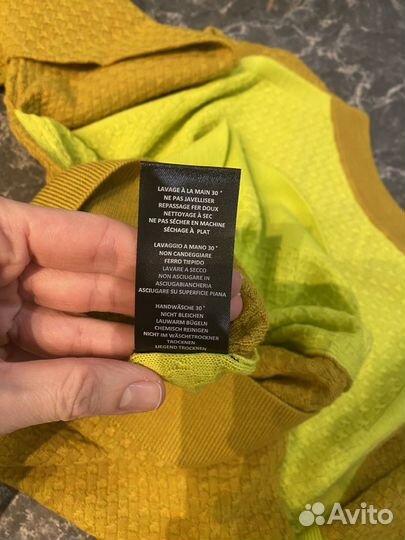 LAVAGE À LA MAIN 30°
NE PAS JAVELLISER
REPASSAGE FER DOUX
NETTOYAGE À SEC
NE PAS SÉCHER EN MACHINE
SÉCHAGE À PLAT
LAVAGGIO A MANO 30°
NON CANDEGGIARE
FERRO TIEPIDO
LAVARE A SECCO
NON ASCIUGARE IN
ASCIUGABIANCHERIA
ASCIUGARE SU SUPERFICIE PIANA
HANDWÄSCHE 30°
NICHT BLEICHEN
LAUWARM BÜGELN
CHEMISCH REINIGEN
NICHT IM WÄSCHETROCKNER
TROCKNEN
LIEGEND TROCKNEN
Avito